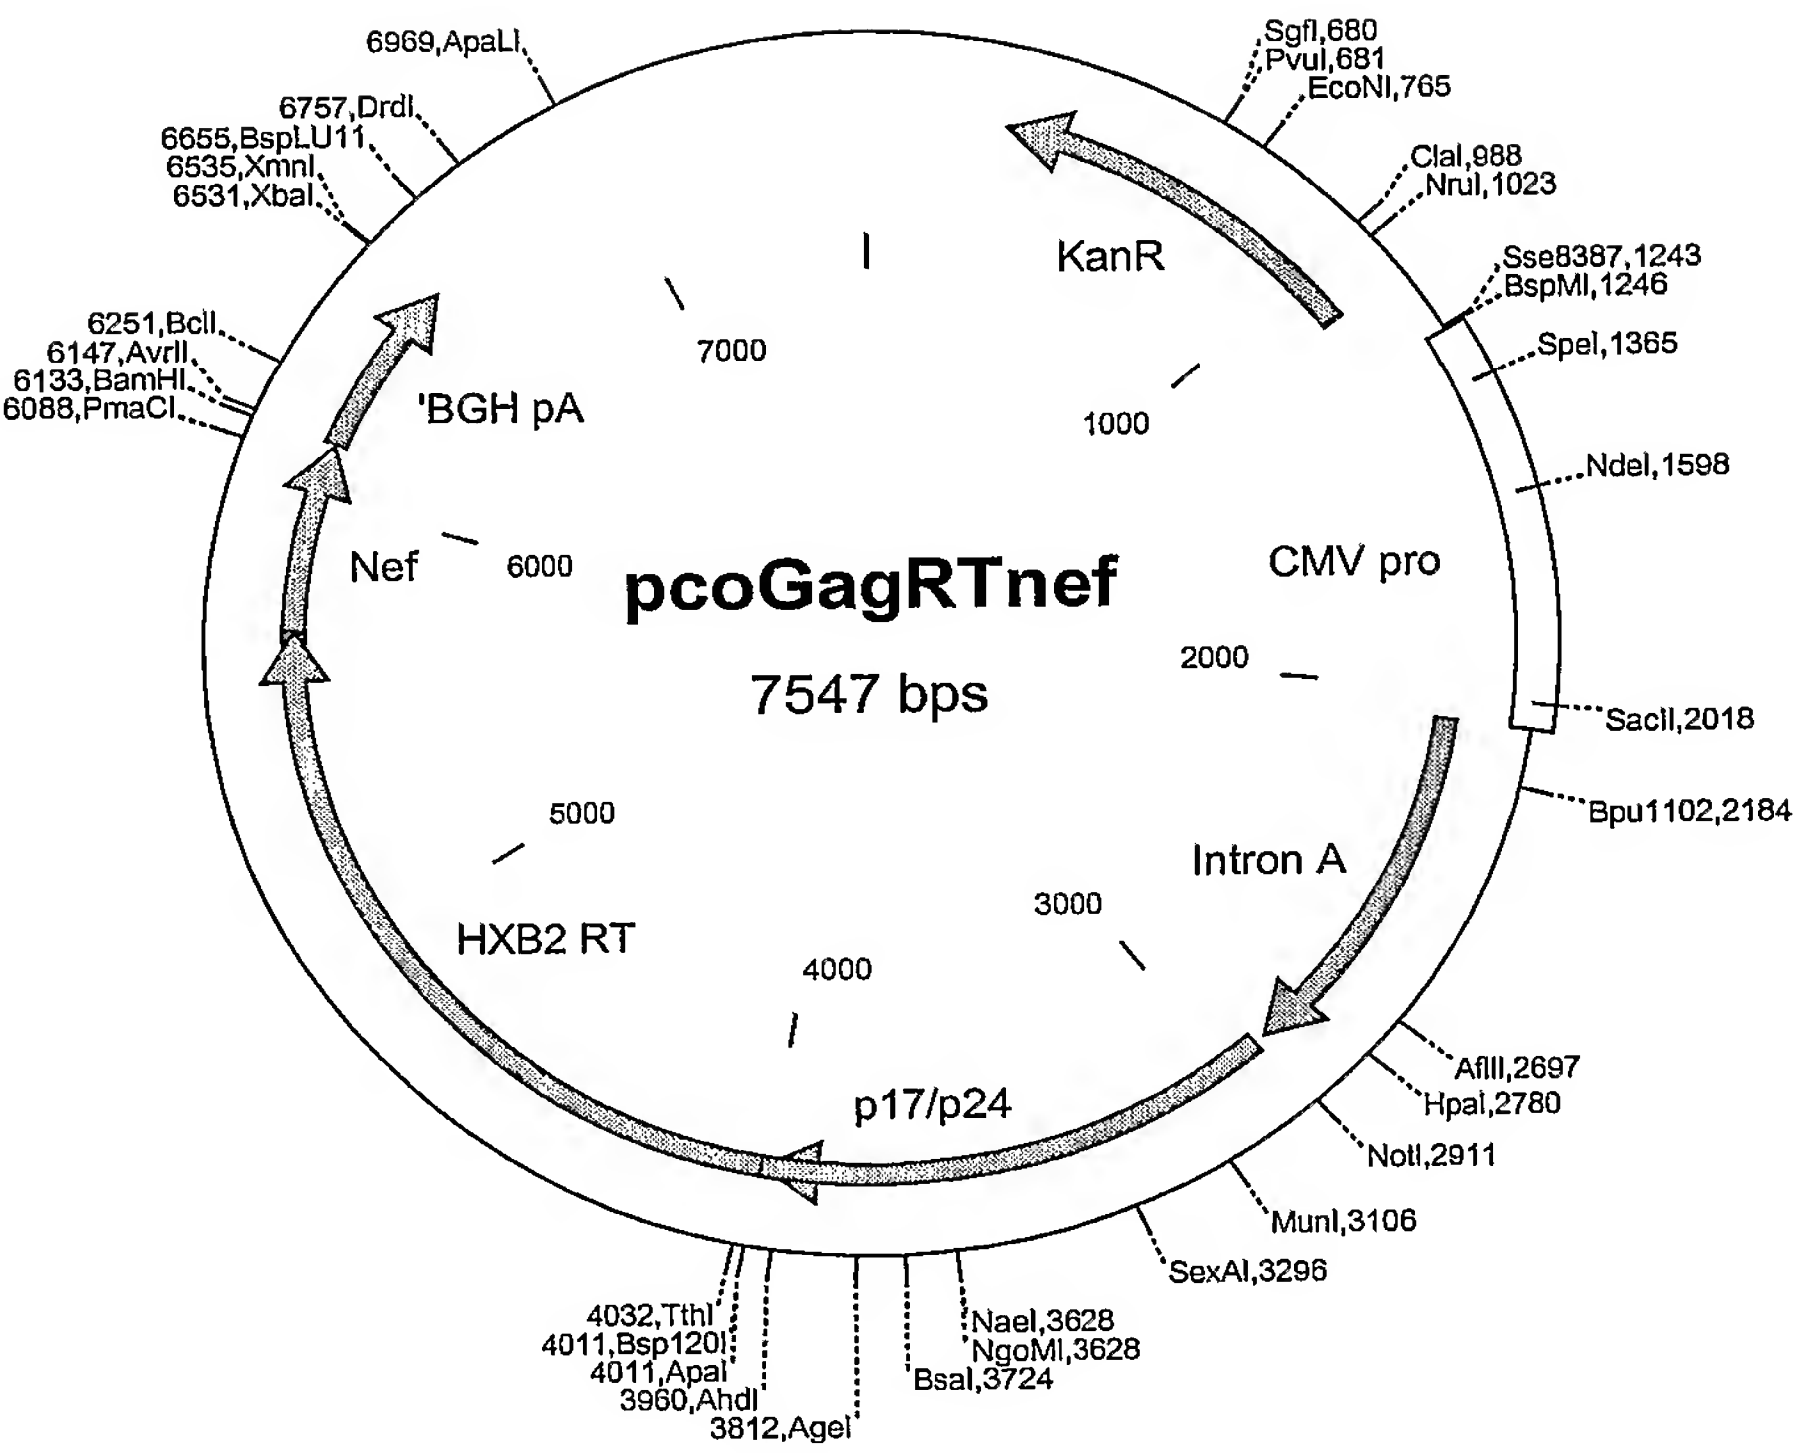 6969,ApaLI
6757,DrdI
6655,BspLU11
6535,XmnI
6531,XbaI
6251,BclI
6147,AvrII
6133,BamHI
6088,PmaCI
SgfI,680
PvuI,681
EcoNI,765
ClaI,988
NruI,1023
Sse8387,1243
BspMI,1246
SpeI,1365
NdeI,1598
SacII,2018
Bpu1102,2184
KanR
7000
1000
'BGH pA
Nef
6000
pcoGagRTnef
7547 bps
CMV pro
2000
5000
Intron A
3000
HXB2 RT
4000
p17/p24
AflII,2697
HpaI,2780
NotI,2911
MunI,3106
SexAI,3296
NaeI,3628
NgoMI,3628
BsaI,3724
4032,TthI
4011,Bsp120I
4011,ApaI
3960,AhdI
3812,AgeI